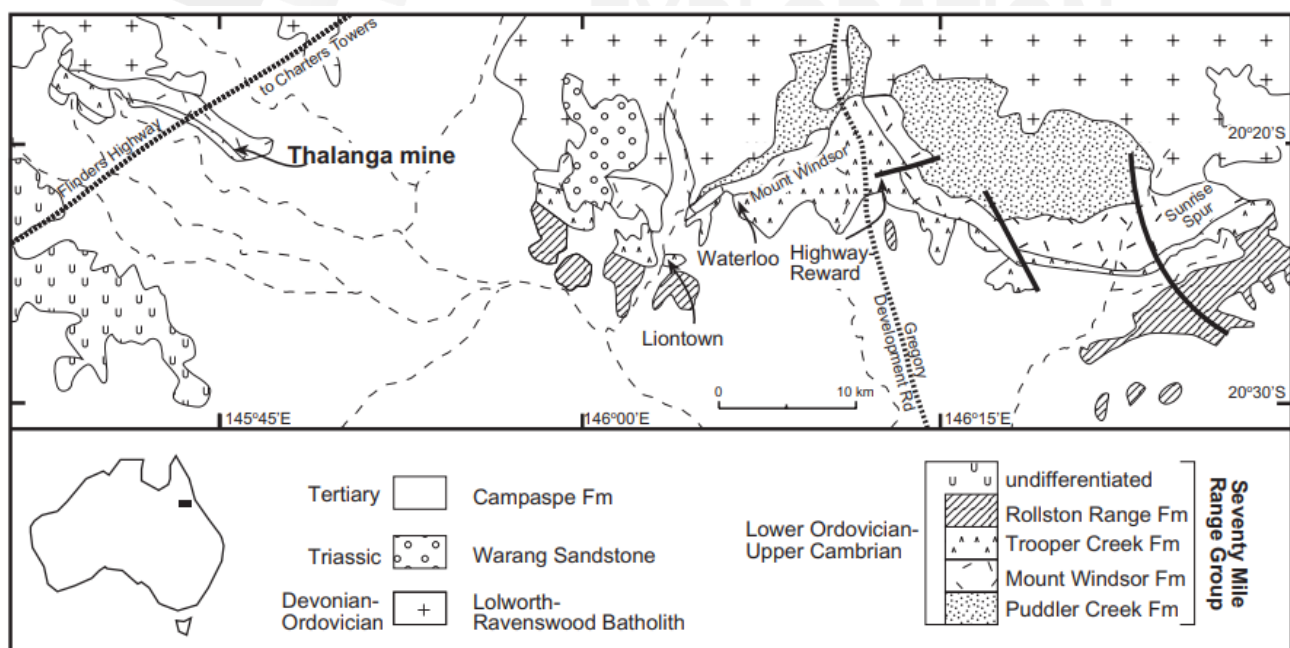 to Charters Towers
Flinders Highway
Thalanga mine
20°20'S
Mount Windsor
Sunrise
Spur
Waterloo
Highway-
Reward
Liontown
Gregory
Development Rd
0 10 km
20°30'S
145°45'E
146°00'E
146°15'E
Tertiary
Campaspe Fm
Triassic
Warang Sandstone
Devonian-
Ordovician
Lolworth-
Ravenswood Batholith
Lower Ordovician-
Upper Cambrian
undifferentiated
Rollston Range Fm
Trooper Creek Fm
Mount Windsor Fm
Puddler Creek Fm
Seventy Mile
Range Group